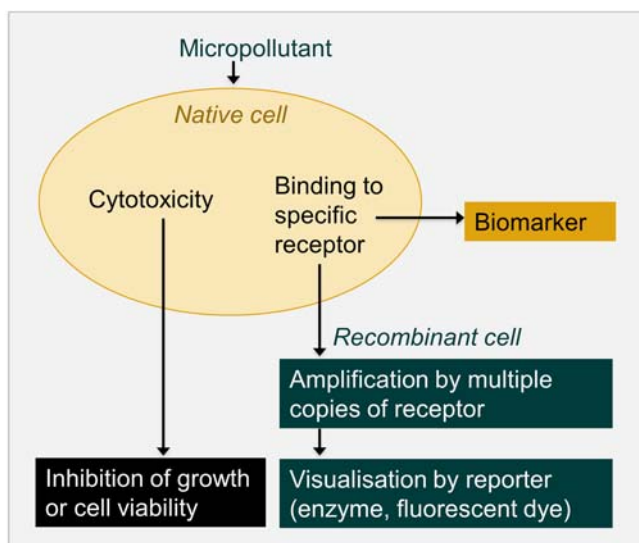 Micropollutant
Native cell
Cytotoxicity
Binding to
specific
receptor
Biomarker
Recombinant cell
Amplification by multiple
copies of receptor
Inhibition of growth
or cell viability
Visualisation by reporter
(enzyme, fluorescent dye)